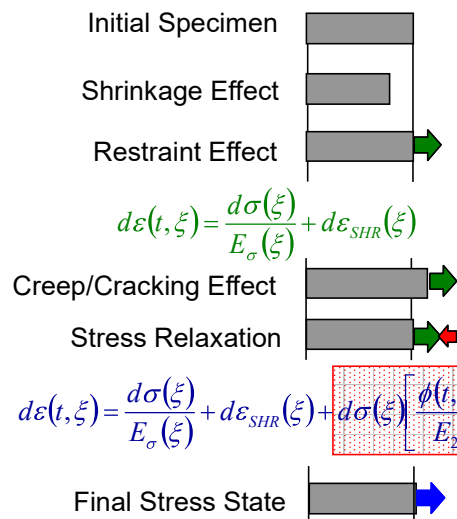 Initial Specimen
Shrinkage Effect
Restraint Effect
dε(t,ξ) = dσ(ξ)/E_σ(ξ) + dε_SHR(ξ)
Creep/Cracking Effect
Stress Relaxation
dε(t,ξ) = dσ(ξ)/E_σ(ξ) + dε_SHR(ξ) + dσ(ξ)[ϕ(t,/E_2
Final Stress State